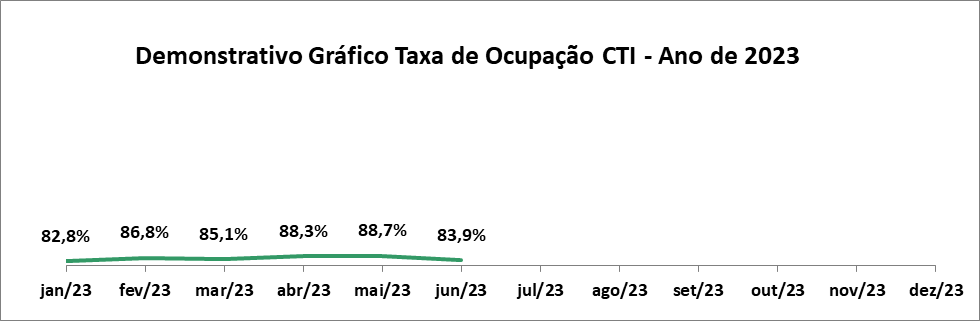 Demonstrativo Gráfico Taxa de Ocupação CTI - Ano de 2023
82,8% 86,8% 85,1% 88,3% 88,7% 83,9%
jan/23 fev/23 mar/23 abr/23 mai/23 jun/23 jul/23 ago/23 set/23 out/23 nov/23 dez/23